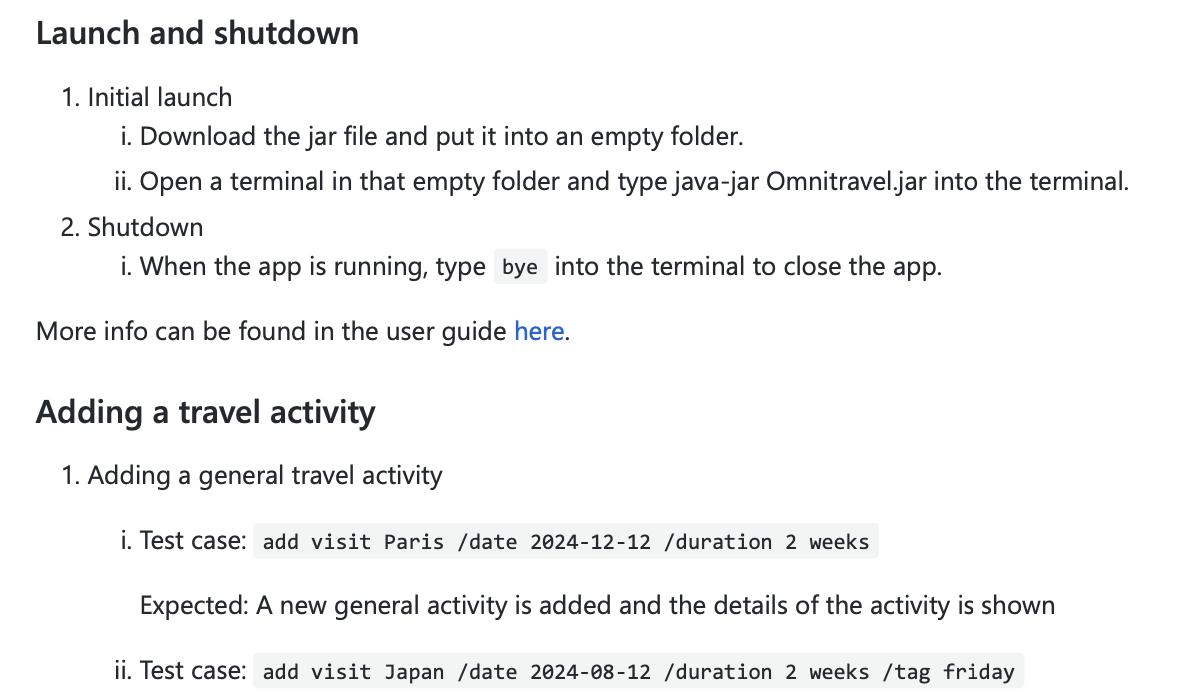 Launch and shutdown
1. Initial launch
i. Download the jar file and put it into an empty folder.
ii. Open a terminal in that empty folder and type java-jar Omnitravel.jar into the terminal.
2. Shutdown
i. When the app is running, type bye into the terminal to close the app.
More info can be found in the user guide here.
Adding a travel activity
1. Adding a general travel activity
i. Test case: add visit Paris /date 2024-12-12 /duration 2 weeks
Expected: A new general activity is added and the details of the activity is shown
ii. Test case: add visit Japan /date 2024-08-12 /duration 2 weeks /tag friday